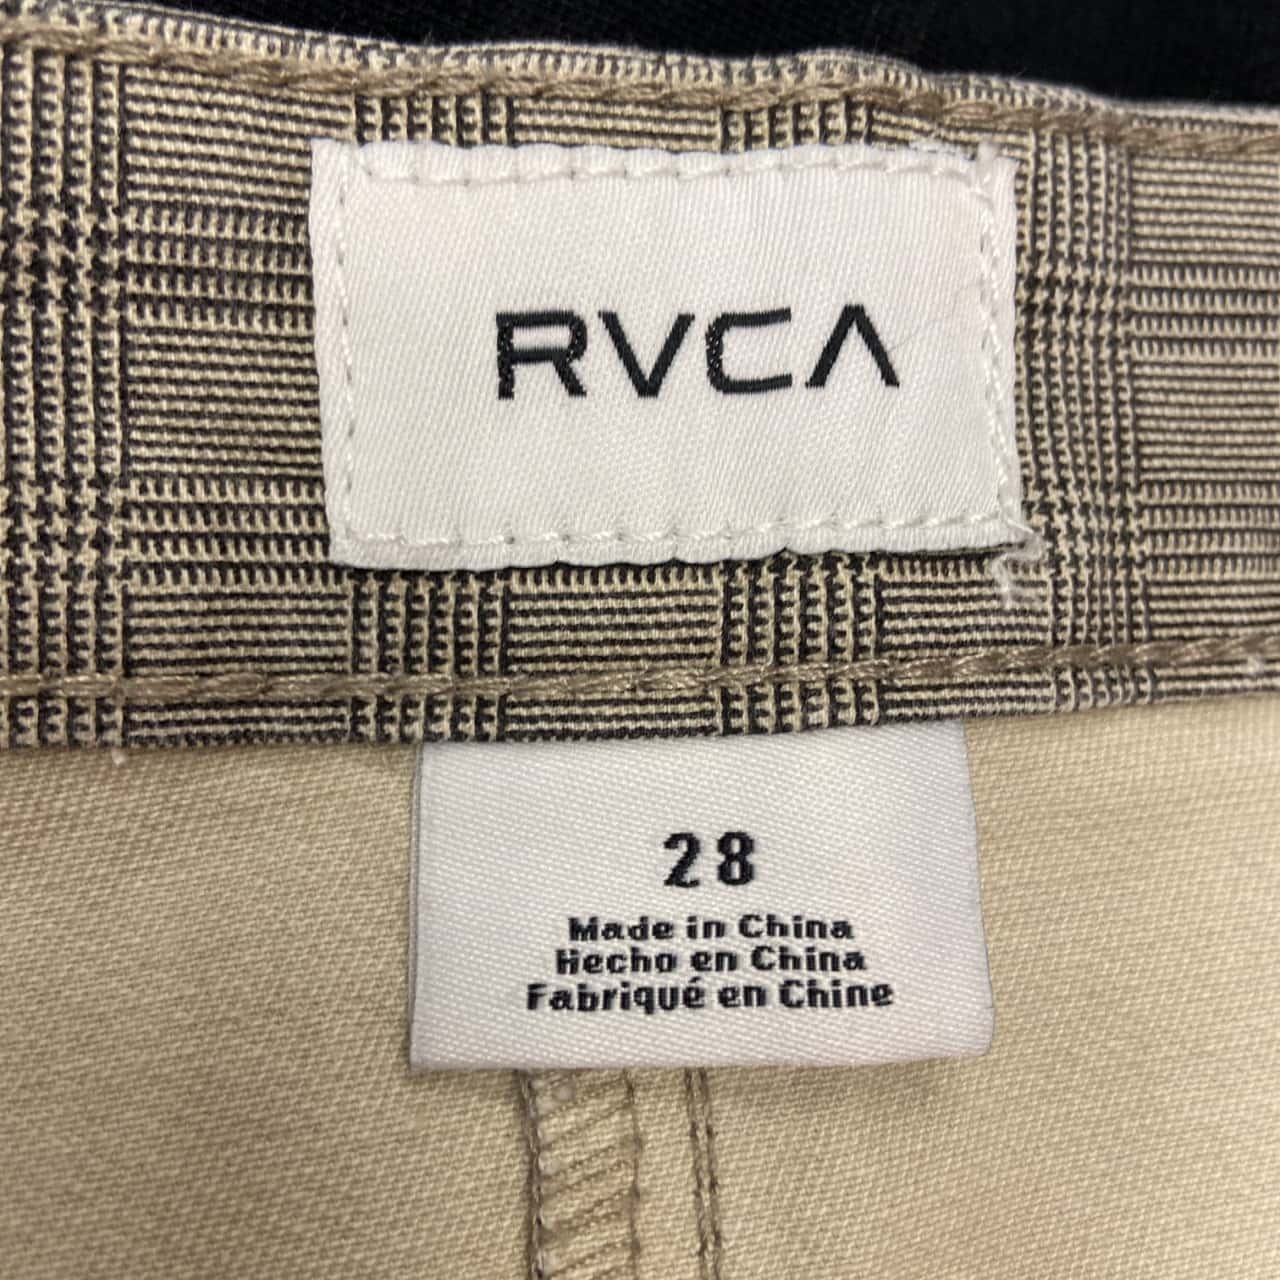 RVCA
28
Made in China
Hecho en China
Fabriqué en Chine